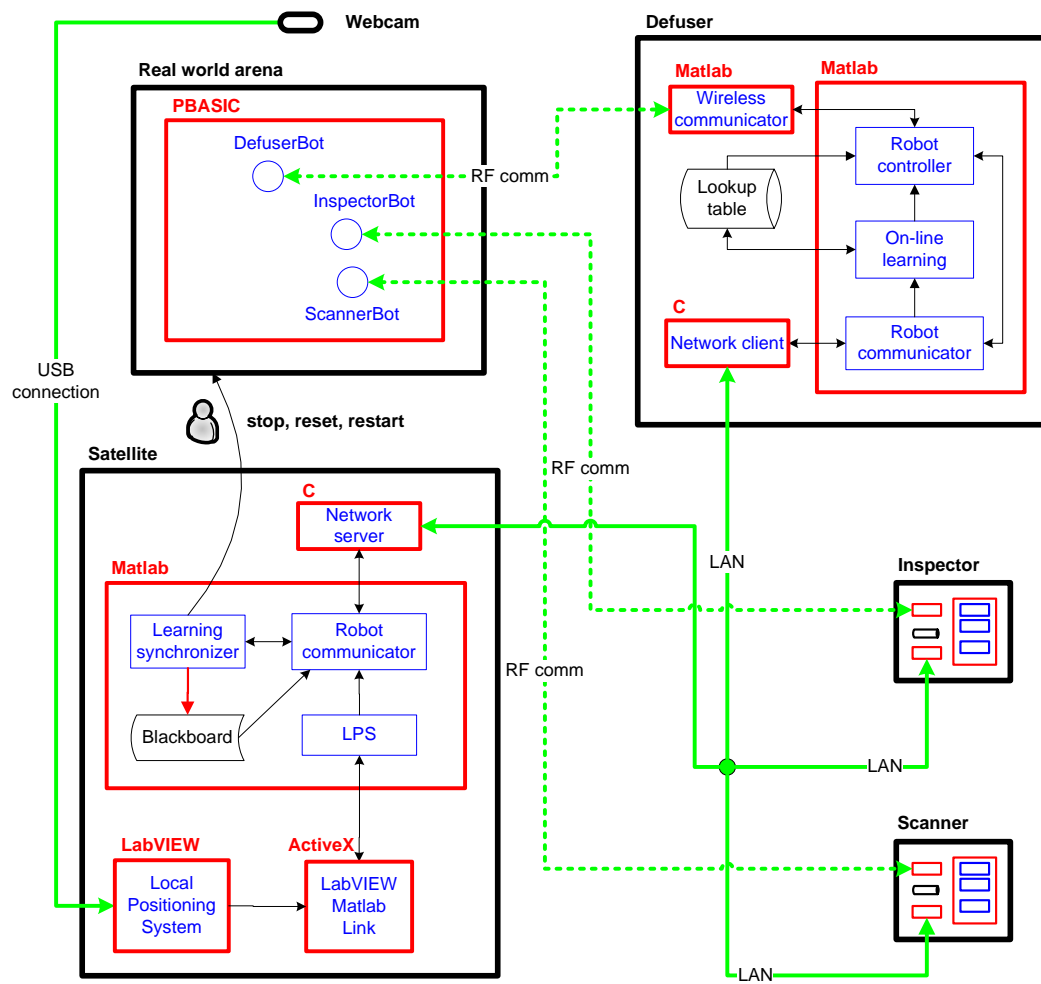 Webcam
Defuser
Real world arena
PBASIC
DefuserBot
InspectorBot
ScannerBot
Matlab
Wireless
communicator
Matlab
Robot
controller
Lookup
table
On-line
learning
C
Network client
Robot
communicator
RF comm
USB
connection
stop, reset, restart
Satellite
C
Network
server
RF comm
LAN
Matlab
Learning
synchronizer
Robot
communicator
Blackboard
LPS
RF comm
Inspector
LAN
LabVIEW
Local
Positioning
System
ActiveX
LabVIEW
Matlab
Link
Scanner
LAN